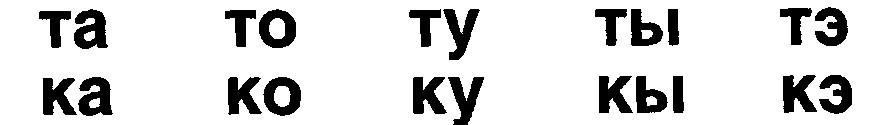 та то ту ты тэ
ка ко ку кы кэ